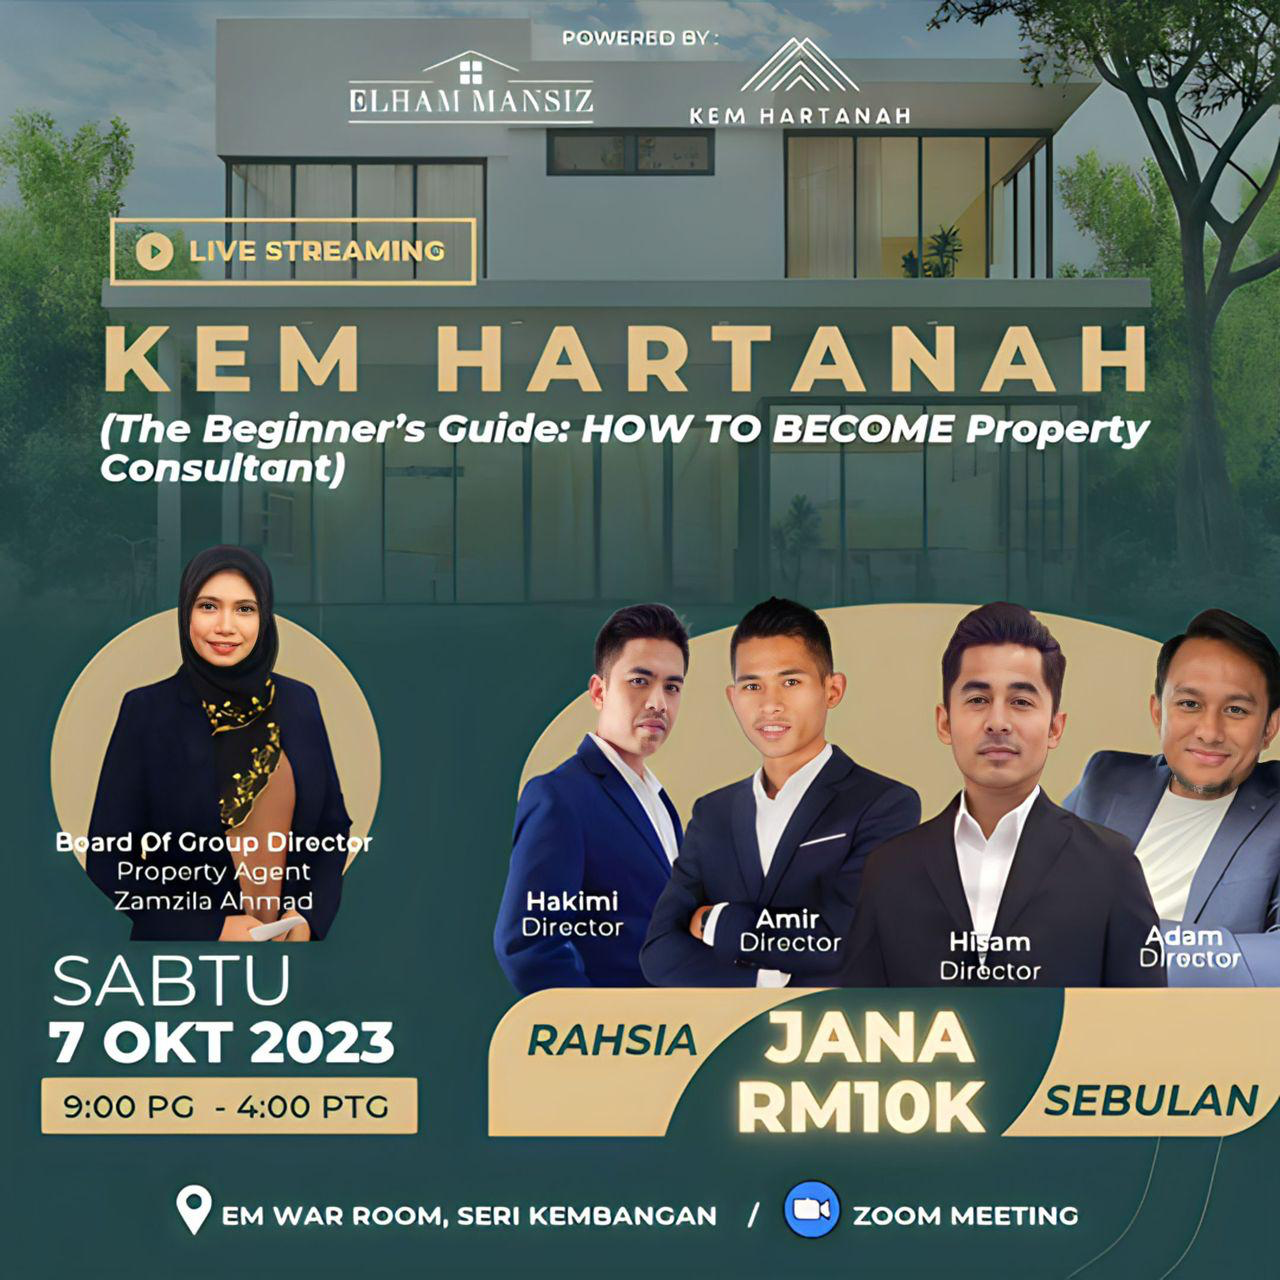 POWERED BY :
ELHAM MANSIZ
KEM HARTANAH
LIVE STREAMING
KEM HARTANAH
(The Beginner's Guide: HOW TO BECOME Property
Consultant)
Board Of Group Director
Property Agent
Zamzila Ahmad
Hakimi
Director
Amir
Director
Hisam
Director
Adam
Director
SABTU
7 OKT 2023
9:00 PG - 4:00 PTG
RAHSIA
JANA
RM10K
SEBULAN
EM WAR ROOM, SERI KEMBANGAN / ZOOM MEETING